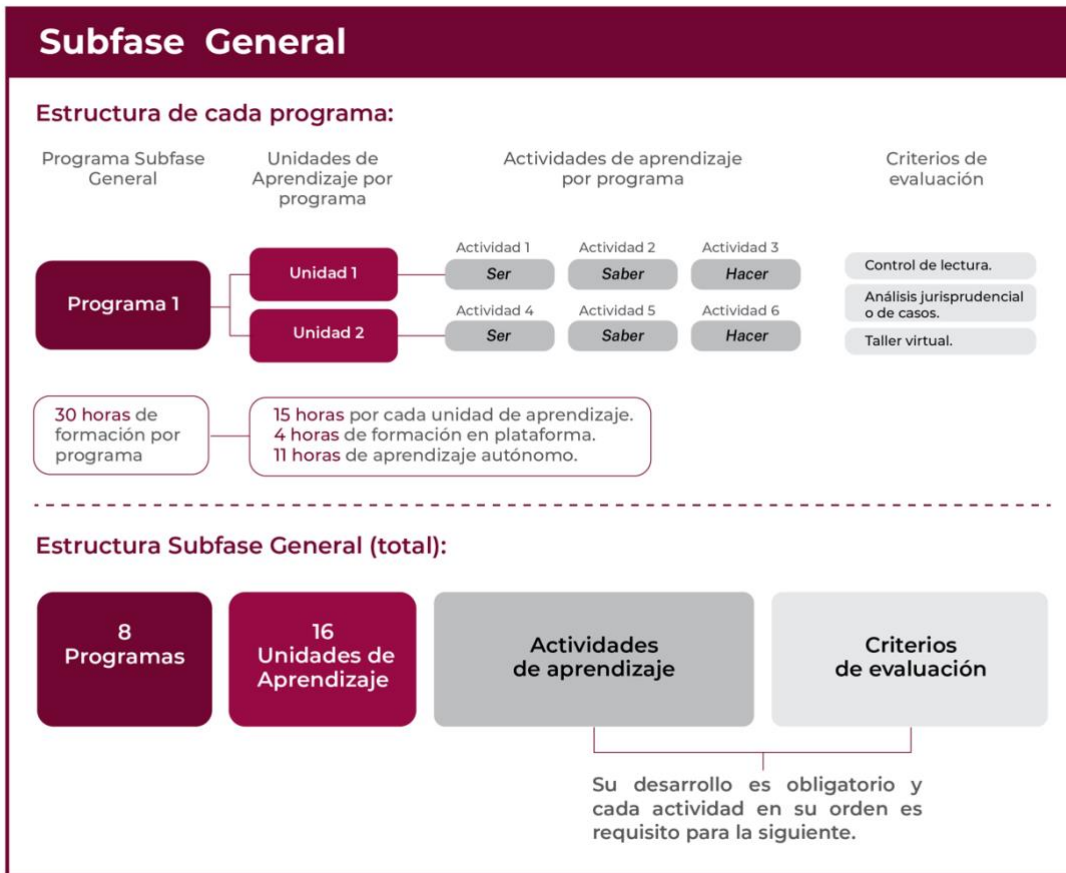 Subfase General
Estructura de cada programa:
Programa Subfase
General
Unidades de
Aprendizaje por
programa
Actividades de aprendizaje
por programa
Criterios de
evaluación
Programa 1
Unidad 1
Actividad 1
Ser
Actividad 2
Saber
Actividad 3
Hacer
Unidad 2
Actividad 4
Ser
Actividad 5
Saber
Actividad 6
Hacer
Control de lectura.
Análisis jurisprudencial
o de casos.
Taller virtual.
30 horas de
formación por
programa
15 horas por cada unidad de aprendizaje.
4 horas de formación en plataforma.
11 horas de aprendizaje autónomo.
Estructura Subfase General (total):
8
Programas
16
Unidades de
Aprendizaje
Actividades
de aprendizaje
Criterios
de evaluación
Su desarrollo es obligatorio y
cada actividad en su orden es
requisito para la siguiente.